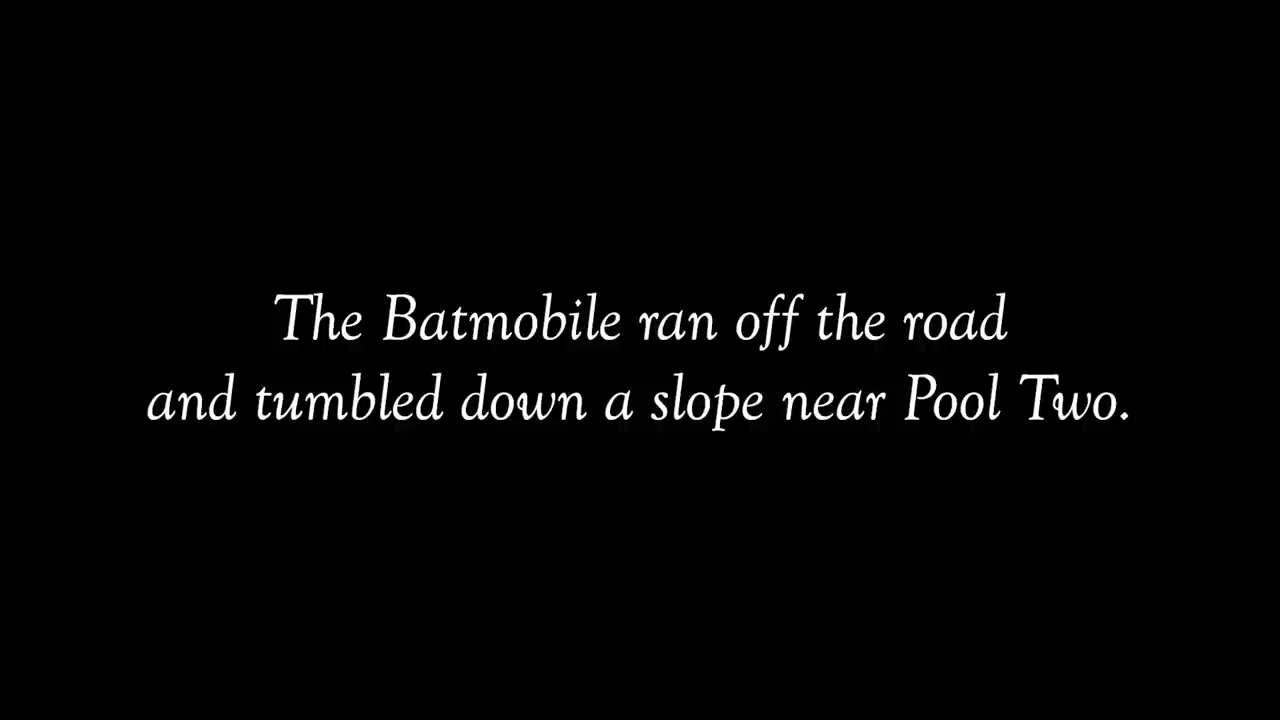 The Batmobile ran off the road
and tumbled down a slope near Pool Two.